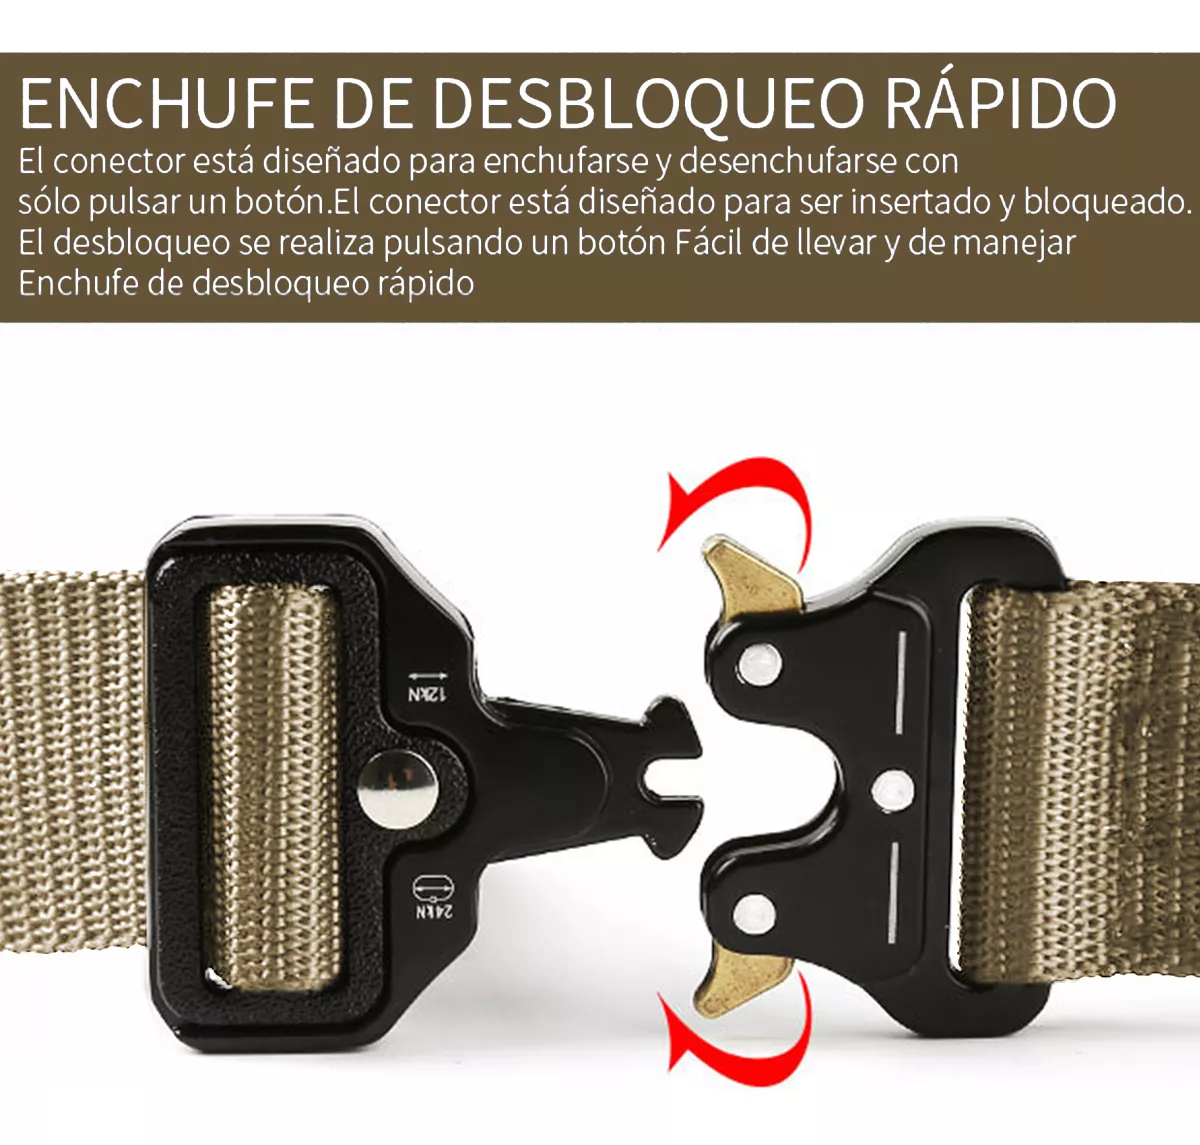 ENCHUFE DE DESBLOQUEO RÁPIDO
El conector está diseñado para enchufarse y desenchufarse con
sólo pulsar un botón.El conector está diseñado para ser insertado y bloqueado.
El desbloqueo se realiza pulsando un botón Fácil de llevar y de manejar
Enchufe de desbloqueo rápido
12kN
24kN